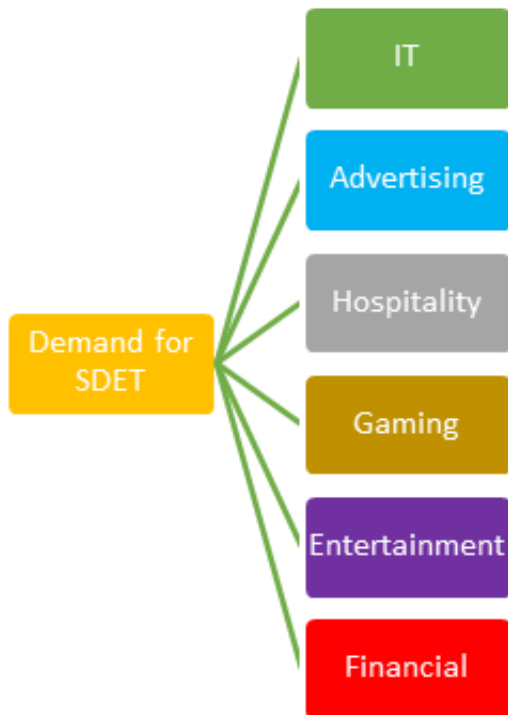 Demand for
SDET
IT
Advertising
Hospitality
Gaming
Entertainment
Financial